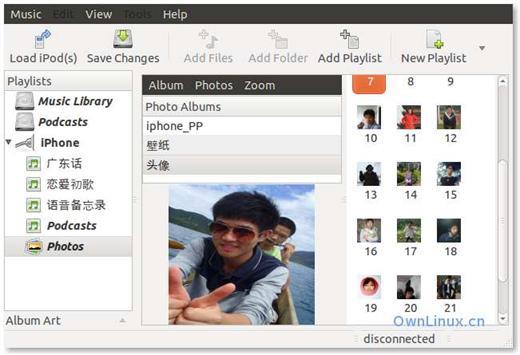 Music Edit View Tools Help
Load iPod(s) Save Changes Add Files Add Folder Add Playlist New Playlist
Playlists
Music Library
Podcasts
iPhone
广东话
恋爱初歌
语音备忘录
Podcasts
Photos
Album Art
Album Photos Zoom
Photo Albums
iphone_PP
壁纸
头像
7 8 9
10 11 12
13 14 15
16 17 18
19 20 21
OwnLinux.cn
disconnected